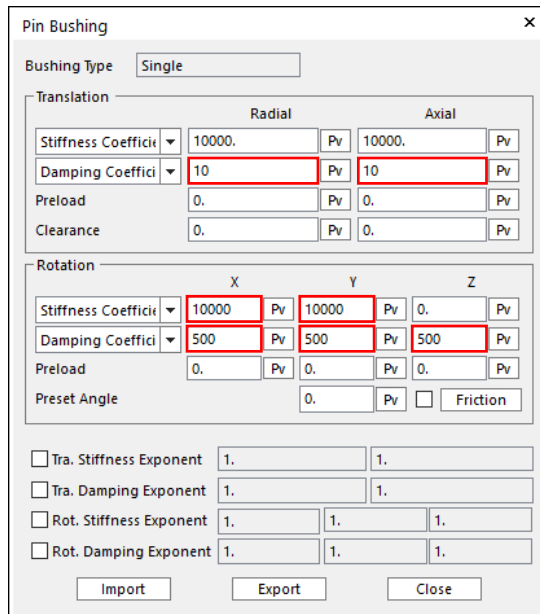 Pin Bushing ×
Bushing Type Single
Translation
Radial Axial
Stiffness Coefficie 10000. Pv 10000. Pv
Damping Coeffici 10 Pv 10 Pv
Preload 0. Pv 0. Pv
Clearance 0. Pv 0. Pv
Rotation
X Y Z
Stiffness Coefficie 10000 Pv 10000 Pv 0. Pv
Damping Coeffici 500 Pv 500 Pv 500 Pv
Preload 0. Pv 0. Pv 0. Pv
Preset Angle 0. Pv Friction
Tra. Stiffness Exponent 1. 1.
Tra. Damping Exponent 1. 1.
Rot. Stiffness Exponent 1. 1. 1.
Rot. Damping Exponent 1. 1. 1.
Import Export Close